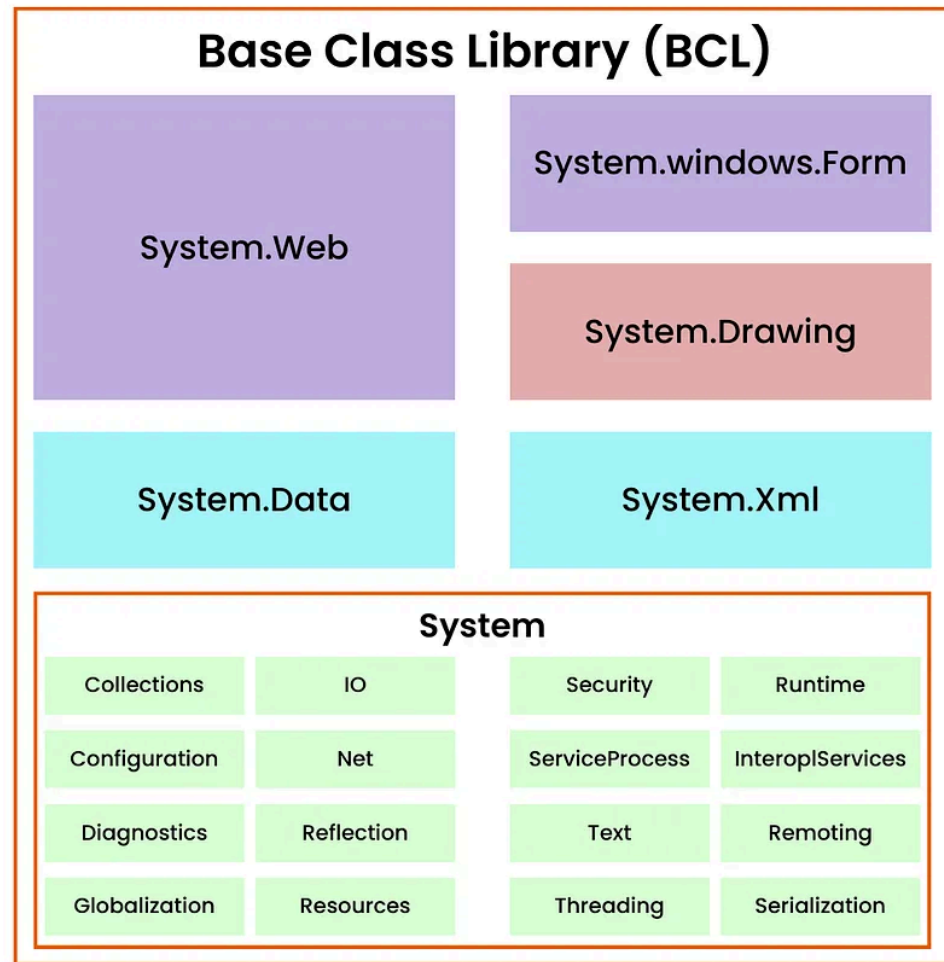 Base Class Library (BCL)
System.Web
System.windows.Form
System.Drawing
System.Data
System.Xml
System
Collections
IO
Security
Runtime
Configuration
Net
ServiceProcess
InteroplServices
Diagnostics
Reflection
Text
Remoting
Globalization
Resources
Threading
Serialization